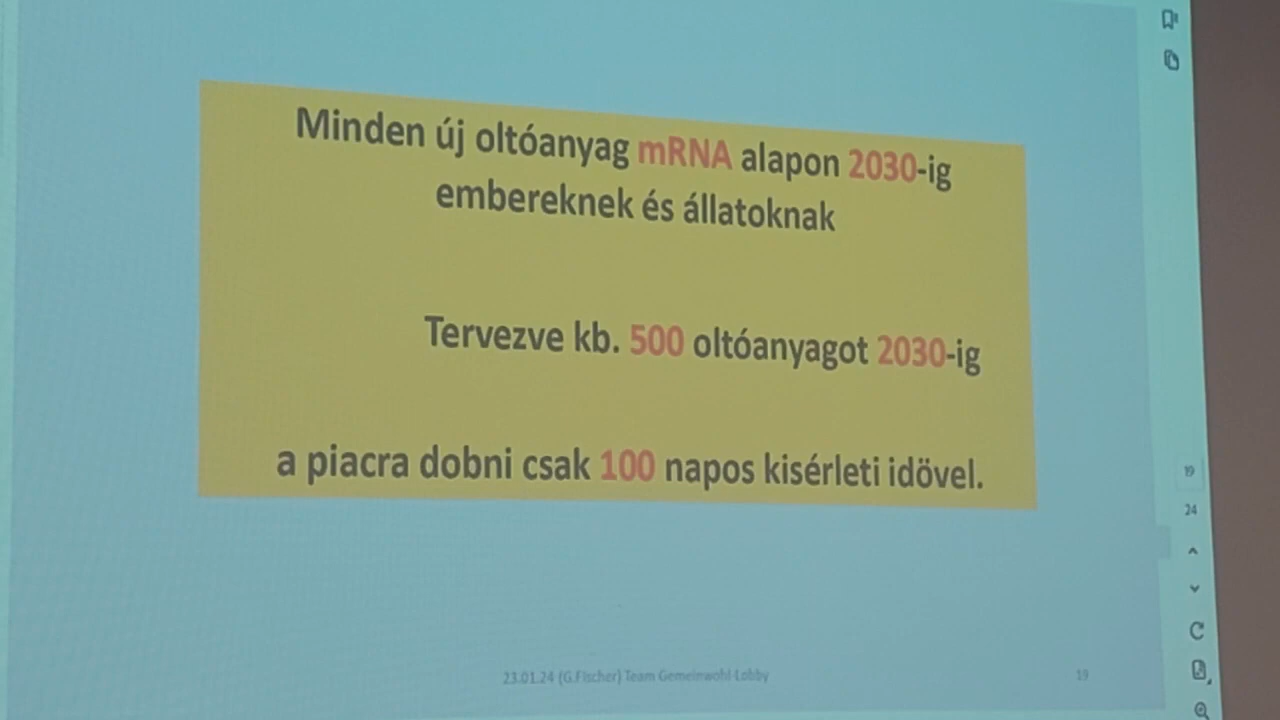 Minden új oltóanyag mRNA alapon 2030-ig
embereknek és állatoknak
Tervezve kb. 500 oltóanyagot 2030-ig
a piacra dobni csak 100 napos kisérleti idövel.
23.01.24 (G.Fischer) Team Gemeinwohl-Lobby
19
19
24